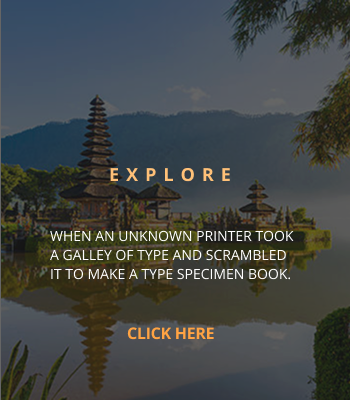 EXPLORE
WHEN AN UNKNOWN PRINTER TOOK
A GALLEY OF TYPE AND SCRAMBLED
IT TO MAKE A TYPE SPECIMEN BOOK.
CLICK HERE